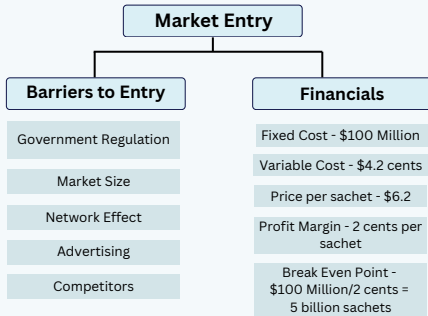 Market Entry
Barriers to Entry
Government Regulation
Market Size
Network Effect
Advertising
Competitors
Financials
Fixed Cost - $100 Million
Variable Cost - $4.2 cents
Price per sachet - $6.2
Profit Margin - 2 cents per
sachet
Break Even Point -
$100 Million/2 cents =
5 billion sachets